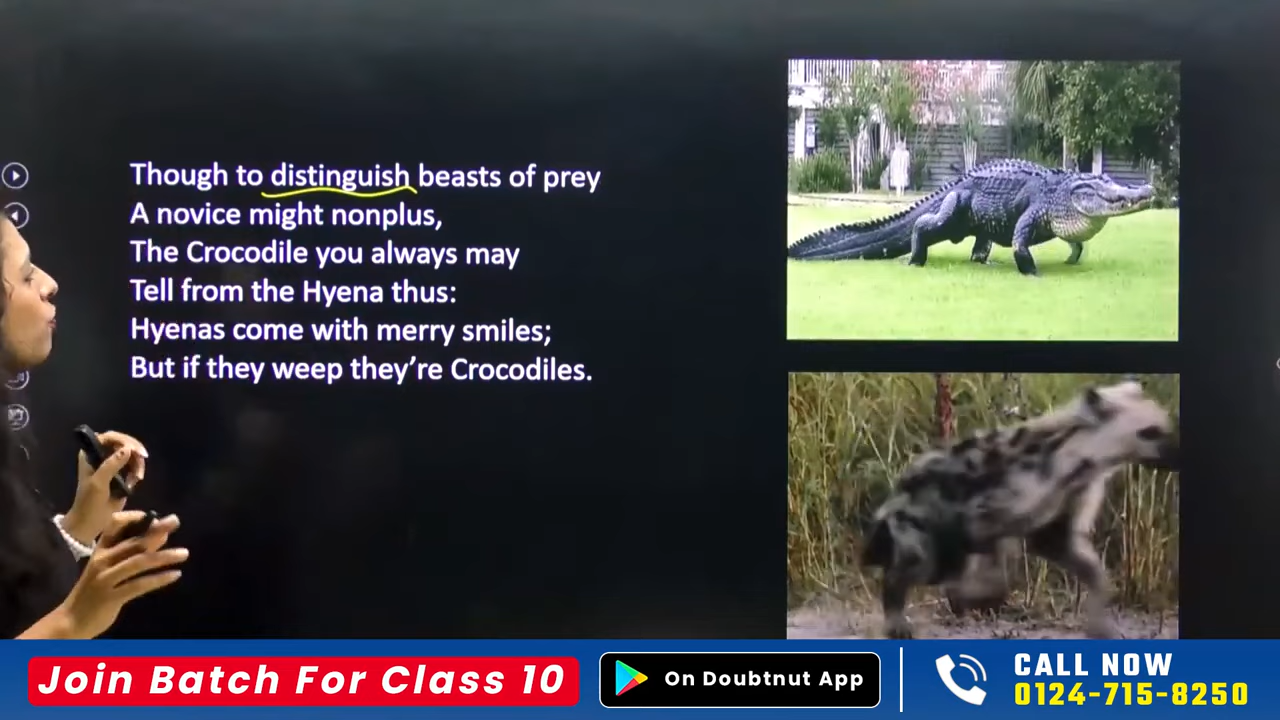 Though to distinguish beasts of prey
A novice might nonplus,
The Crocodile you always may
Tell from the Hyena thus:
Hyenas come with merry smiles;
But if they weep they’re Crocodiles.
Join Batch For Class 10
On Doubtnut App
CALL NOW
0124-715-8250